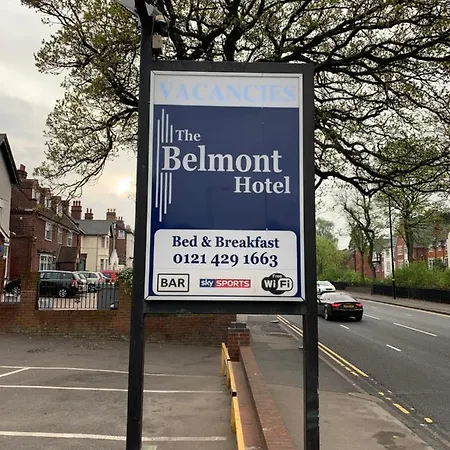 VACANCIES
The
Belmont
Hotel
Bed & Breakfast
0121 429 1663
BAR
sky SPORTS
Free
WiFi